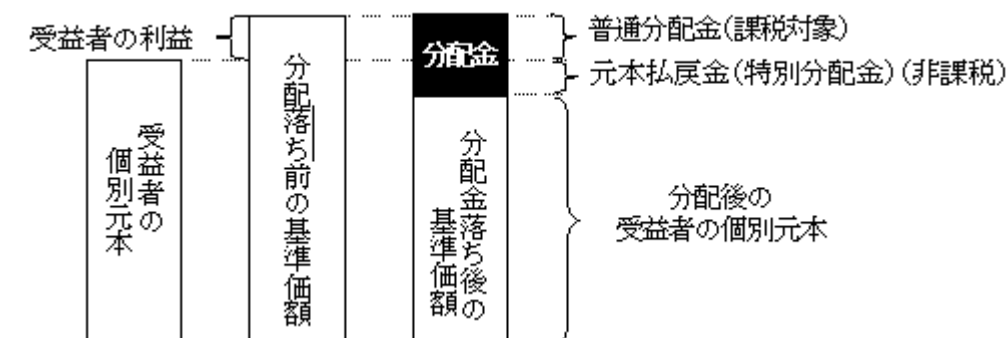 受益者の利益
受益者の
個別元本
分配落ち前の基準価額
分配金
分配金落ち後の
基準価額
普通分配金(課税対象)
元本払戻金(特別分配金)(非課税)
分配後の
受益者の個別元本